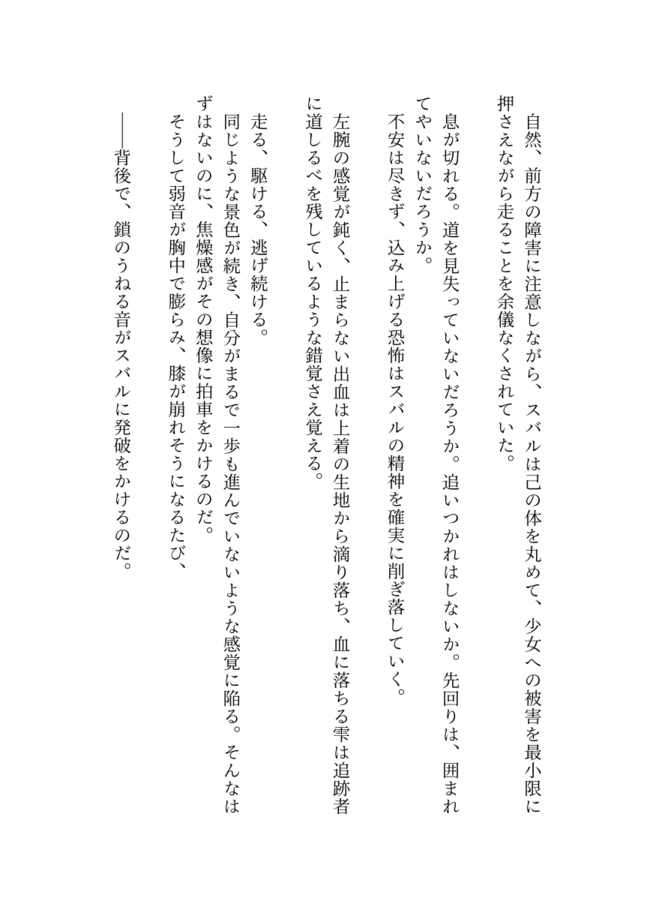 自然、前方の障害に注意しながら、スバルは己の体を丸めて、少女への被害を最小限に
押さえながら走ることを余儀なくされていた。
息が切れる。道を見失っていないだろうか。追いつかれはしないか。先回りは、囲まれ
てやいないだろうか。
不安は尽きず、込み上げる恐怖はスバルの精神を確実に削ぎ落していく。
左腕の感覚が鈍く、止まらない出血は上着の生地から滴り落ち、血に落ちる雫は追跡者
に道しるべを残しているような錯覚さえ覚える。
走る、駆ける、逃げ続ける。
同じような景色が続き、自分がまるで一歩も進んでいないような感覚に陥る。そんなは
ずはないのに、焦燥感がその想像に拍車をかけるのだ。
そうして弱音が胸中で膨らみ、膝が崩れそうになるたび、
――背後で、鎖のうねる音がスバルに発破をかけるのだ。